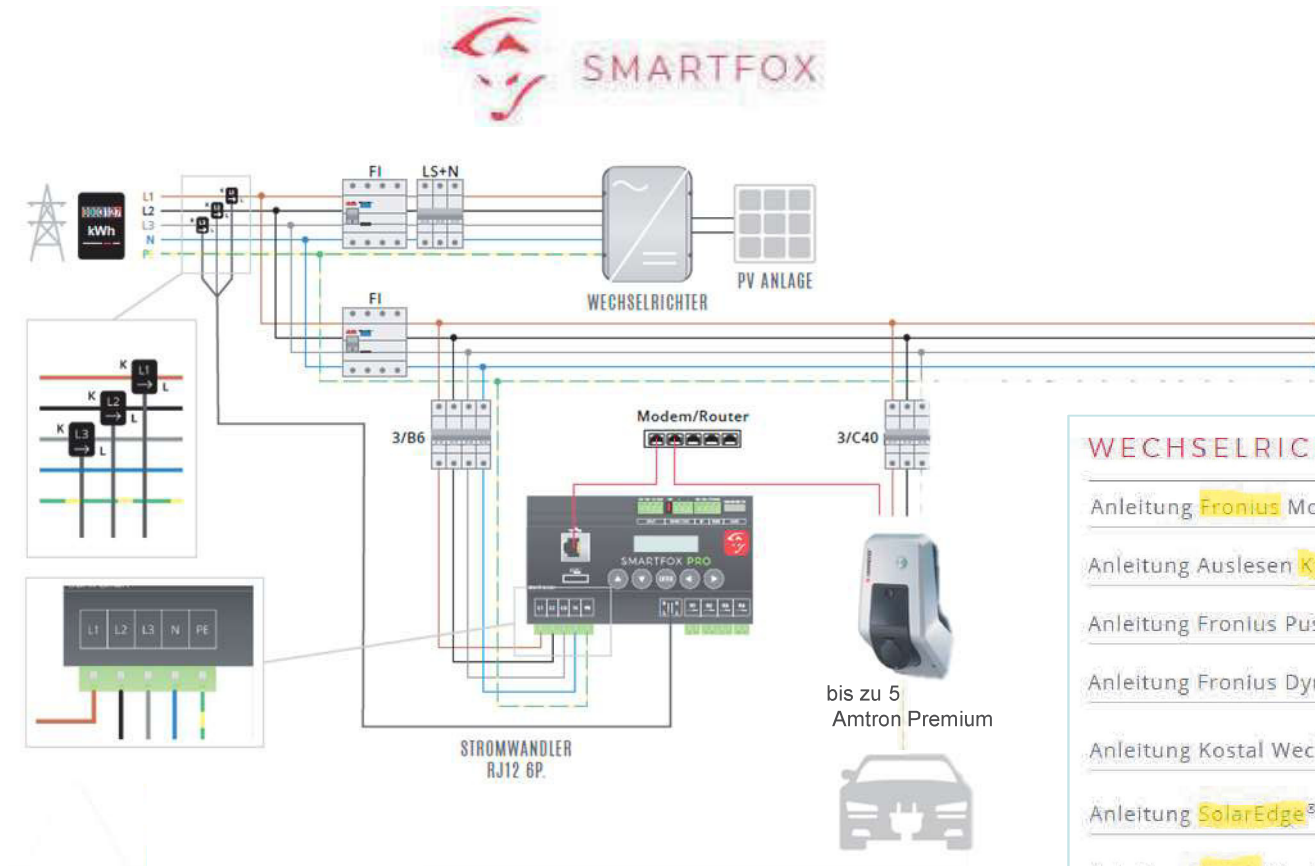 SMARTFOX
FI
LS+N
L1
L2
L3
N
kWh
K
L
K
L
K
L
WECHSELRICHTER
PV ANLAGE
FI
K
L1
L
K
L2
L
K
L3
L
3/B6
Modem/Router
3/C40
SMARTFOX PRO
L1 L2 L3 N PE
bis zu 5
Amtron Premium
STROMWANDLER
RJ12 6P.
WECHSELRIC
Anleitung Fronius Mo
Anleitung Auslesen K
Anleitung Fronius Pus
Anleitung Fronius Dy
Anleitung Kostal Wec
Anleitung SolarEdge®